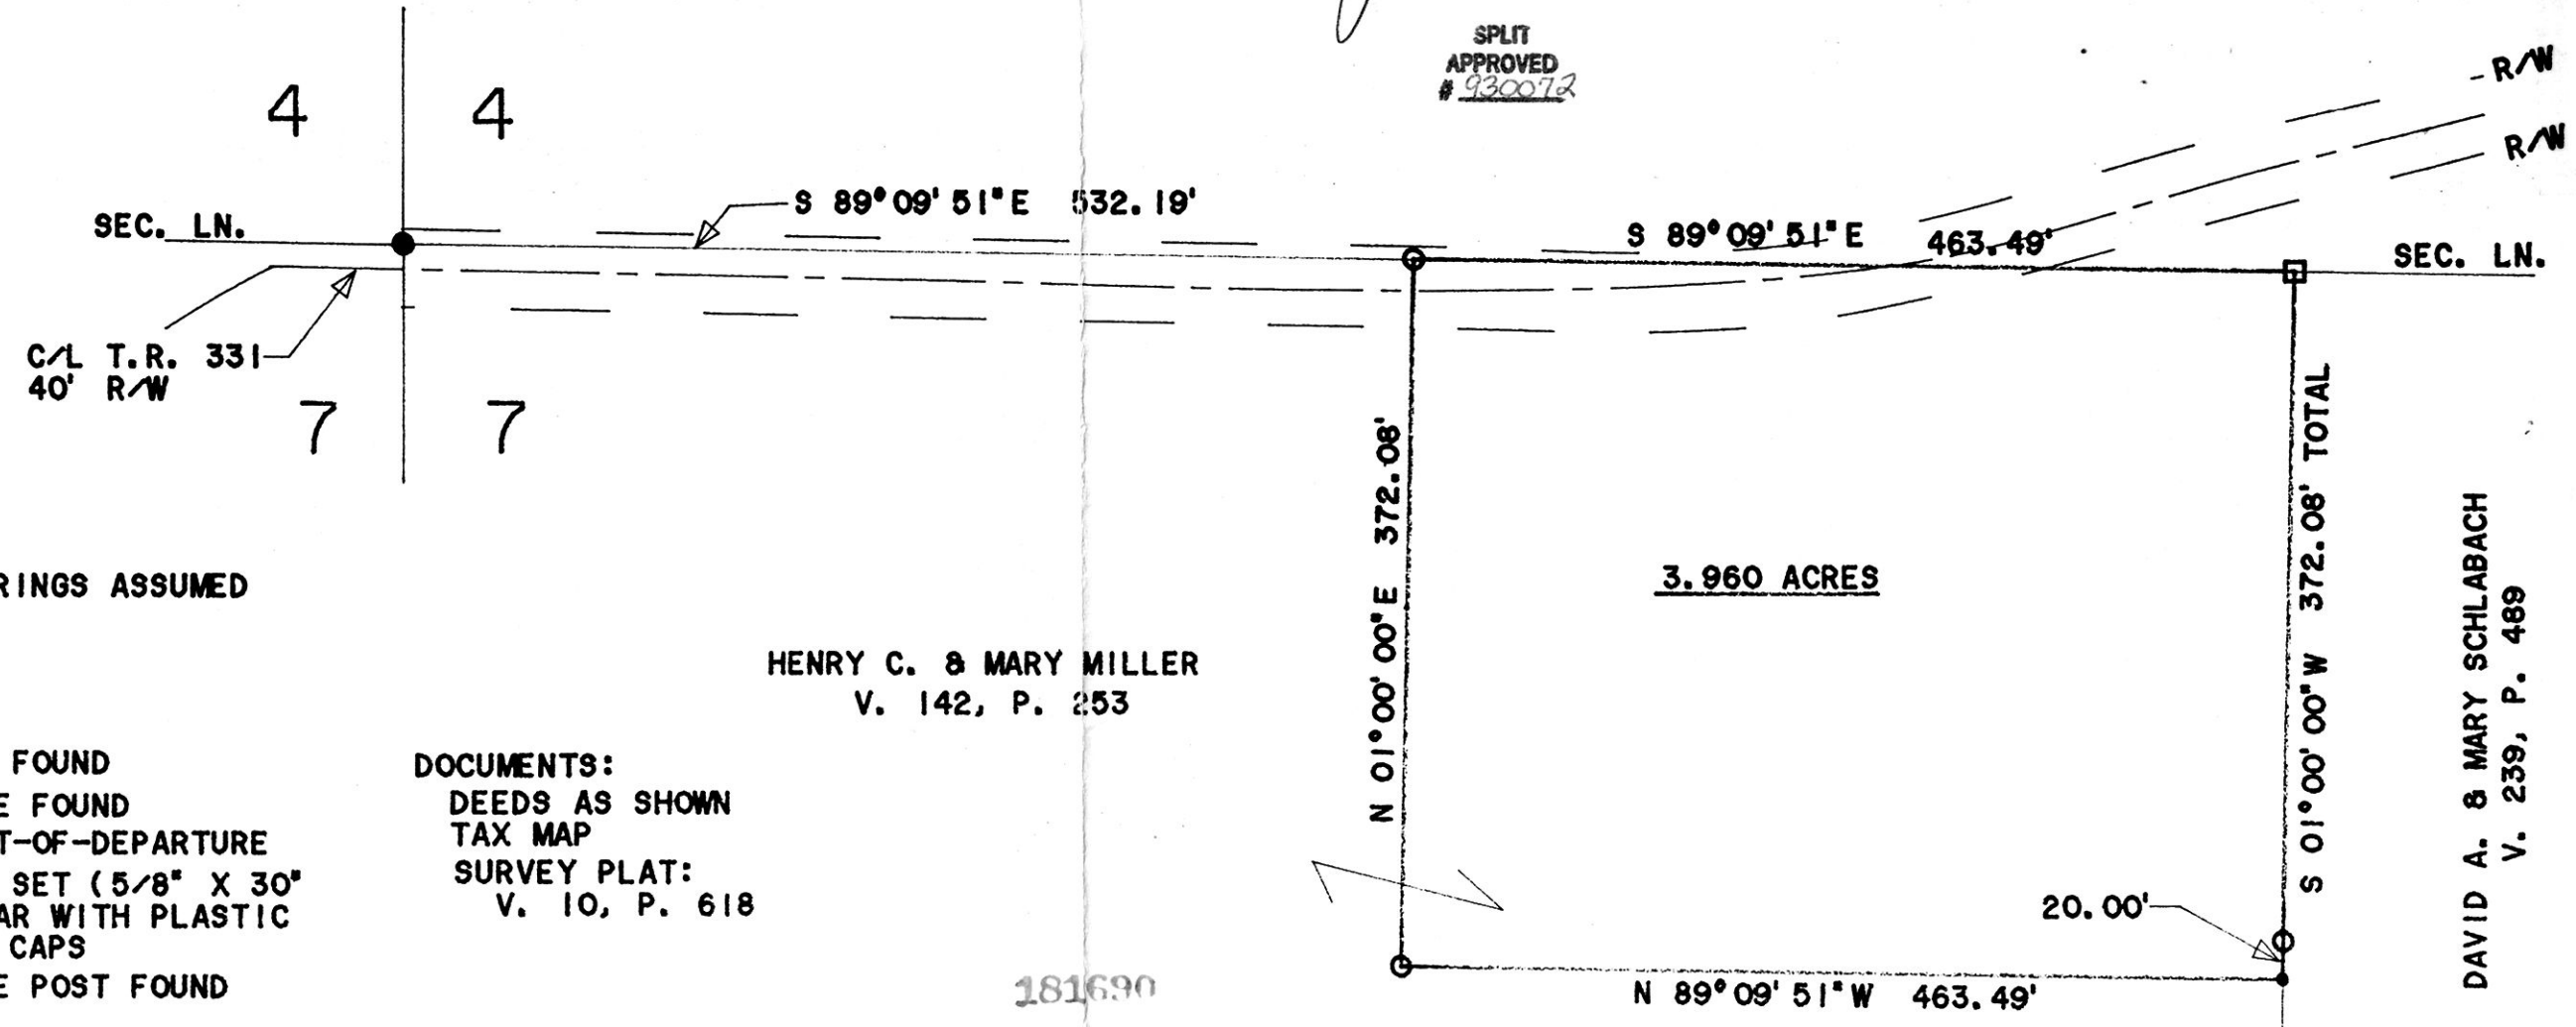 SPLIT
APPROVED
# 930072
R/W
R/W
4 4
S 89° 09' 51" E 532.19'
SEC. LN.
S 89° 09' 51" E 463.49'
SEC. LN.
C/L T.R. 331
40' R/W
7 7
N 01° 00' 00" E 372.08'
S 01° 00' 00" W 372.08' TOTAL
3.960 ACRES
DAVID A. & MARY SCHLABACH
V. 239, P. 489
RINGS ASSUMED
HENRY C. & MARY MILLER
V. 142, P. 253
FOUND
E FOUND
T-OF-DEPARTURE
SET (5/8" X 30"
AR WITH PLASTIC
CAPS
E POST FOUND
DOCUMENTS:
DEEDS AS SHOWN
TAX MAP
SURVEY PLAT:
V. 10, P. 618
20.00'
N 89° 09' 51" W 463.49'
181690